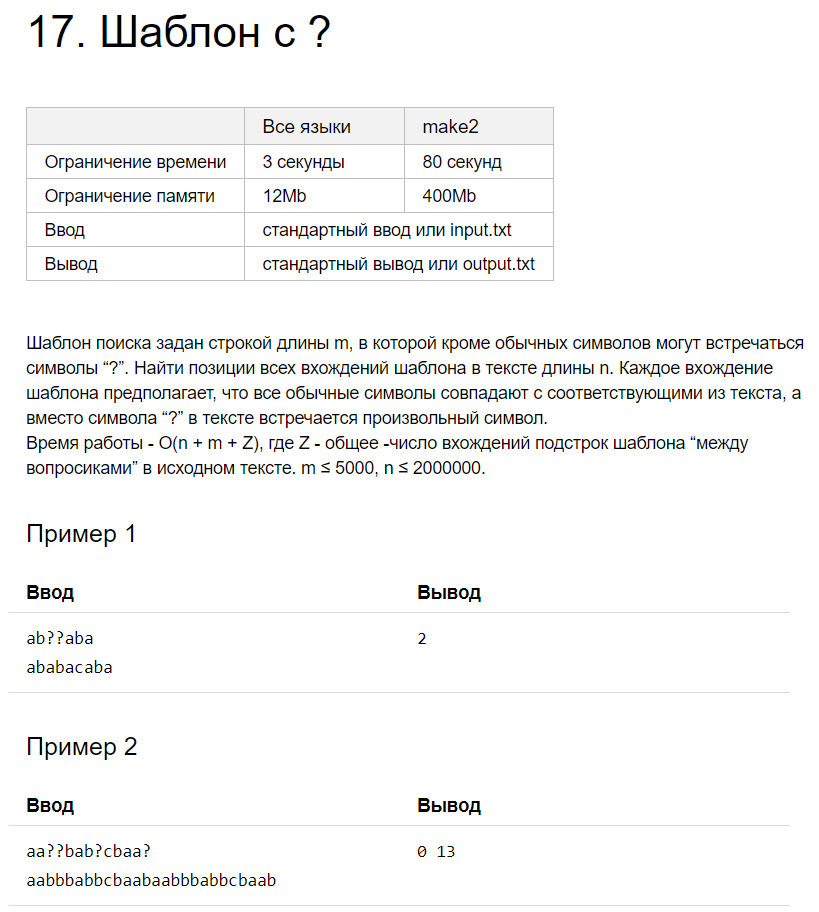 17. Шаблон с ?
Все языки make2
Ограничение времени 3 секунды 80 секунд
Ограничение памяти 12Mb 400Mb
Ввод стандартный ввод или input.txt
Вывод стандартный вывод или output.txt
Шаблон поиска задан строкой длины m, в которой кроме обычных символов могут встречаться
символы “?”. Найти позиции всех вхождений шаблона в тексте длины n. Каждое вхождение
шаблона предполагает, что все обычные символы совпадают с соответствующими из текста, а
вместо символа “?” в тексте встречается произвольный символ.
Время работы - O(n + m + Z), где Z - общее -число вхождений подстрок шаблона “между
вопросиками” в исходном тексте. m ≤ 5000, n ≤ 2000000.
Пример 1
Ввод Вывод
ab??aba 2
ababacaba
Пример 2
Ввод Вывод
aa??bab?cbaa? 0 13
aabbbabbcbaabaabbbabbcbaab